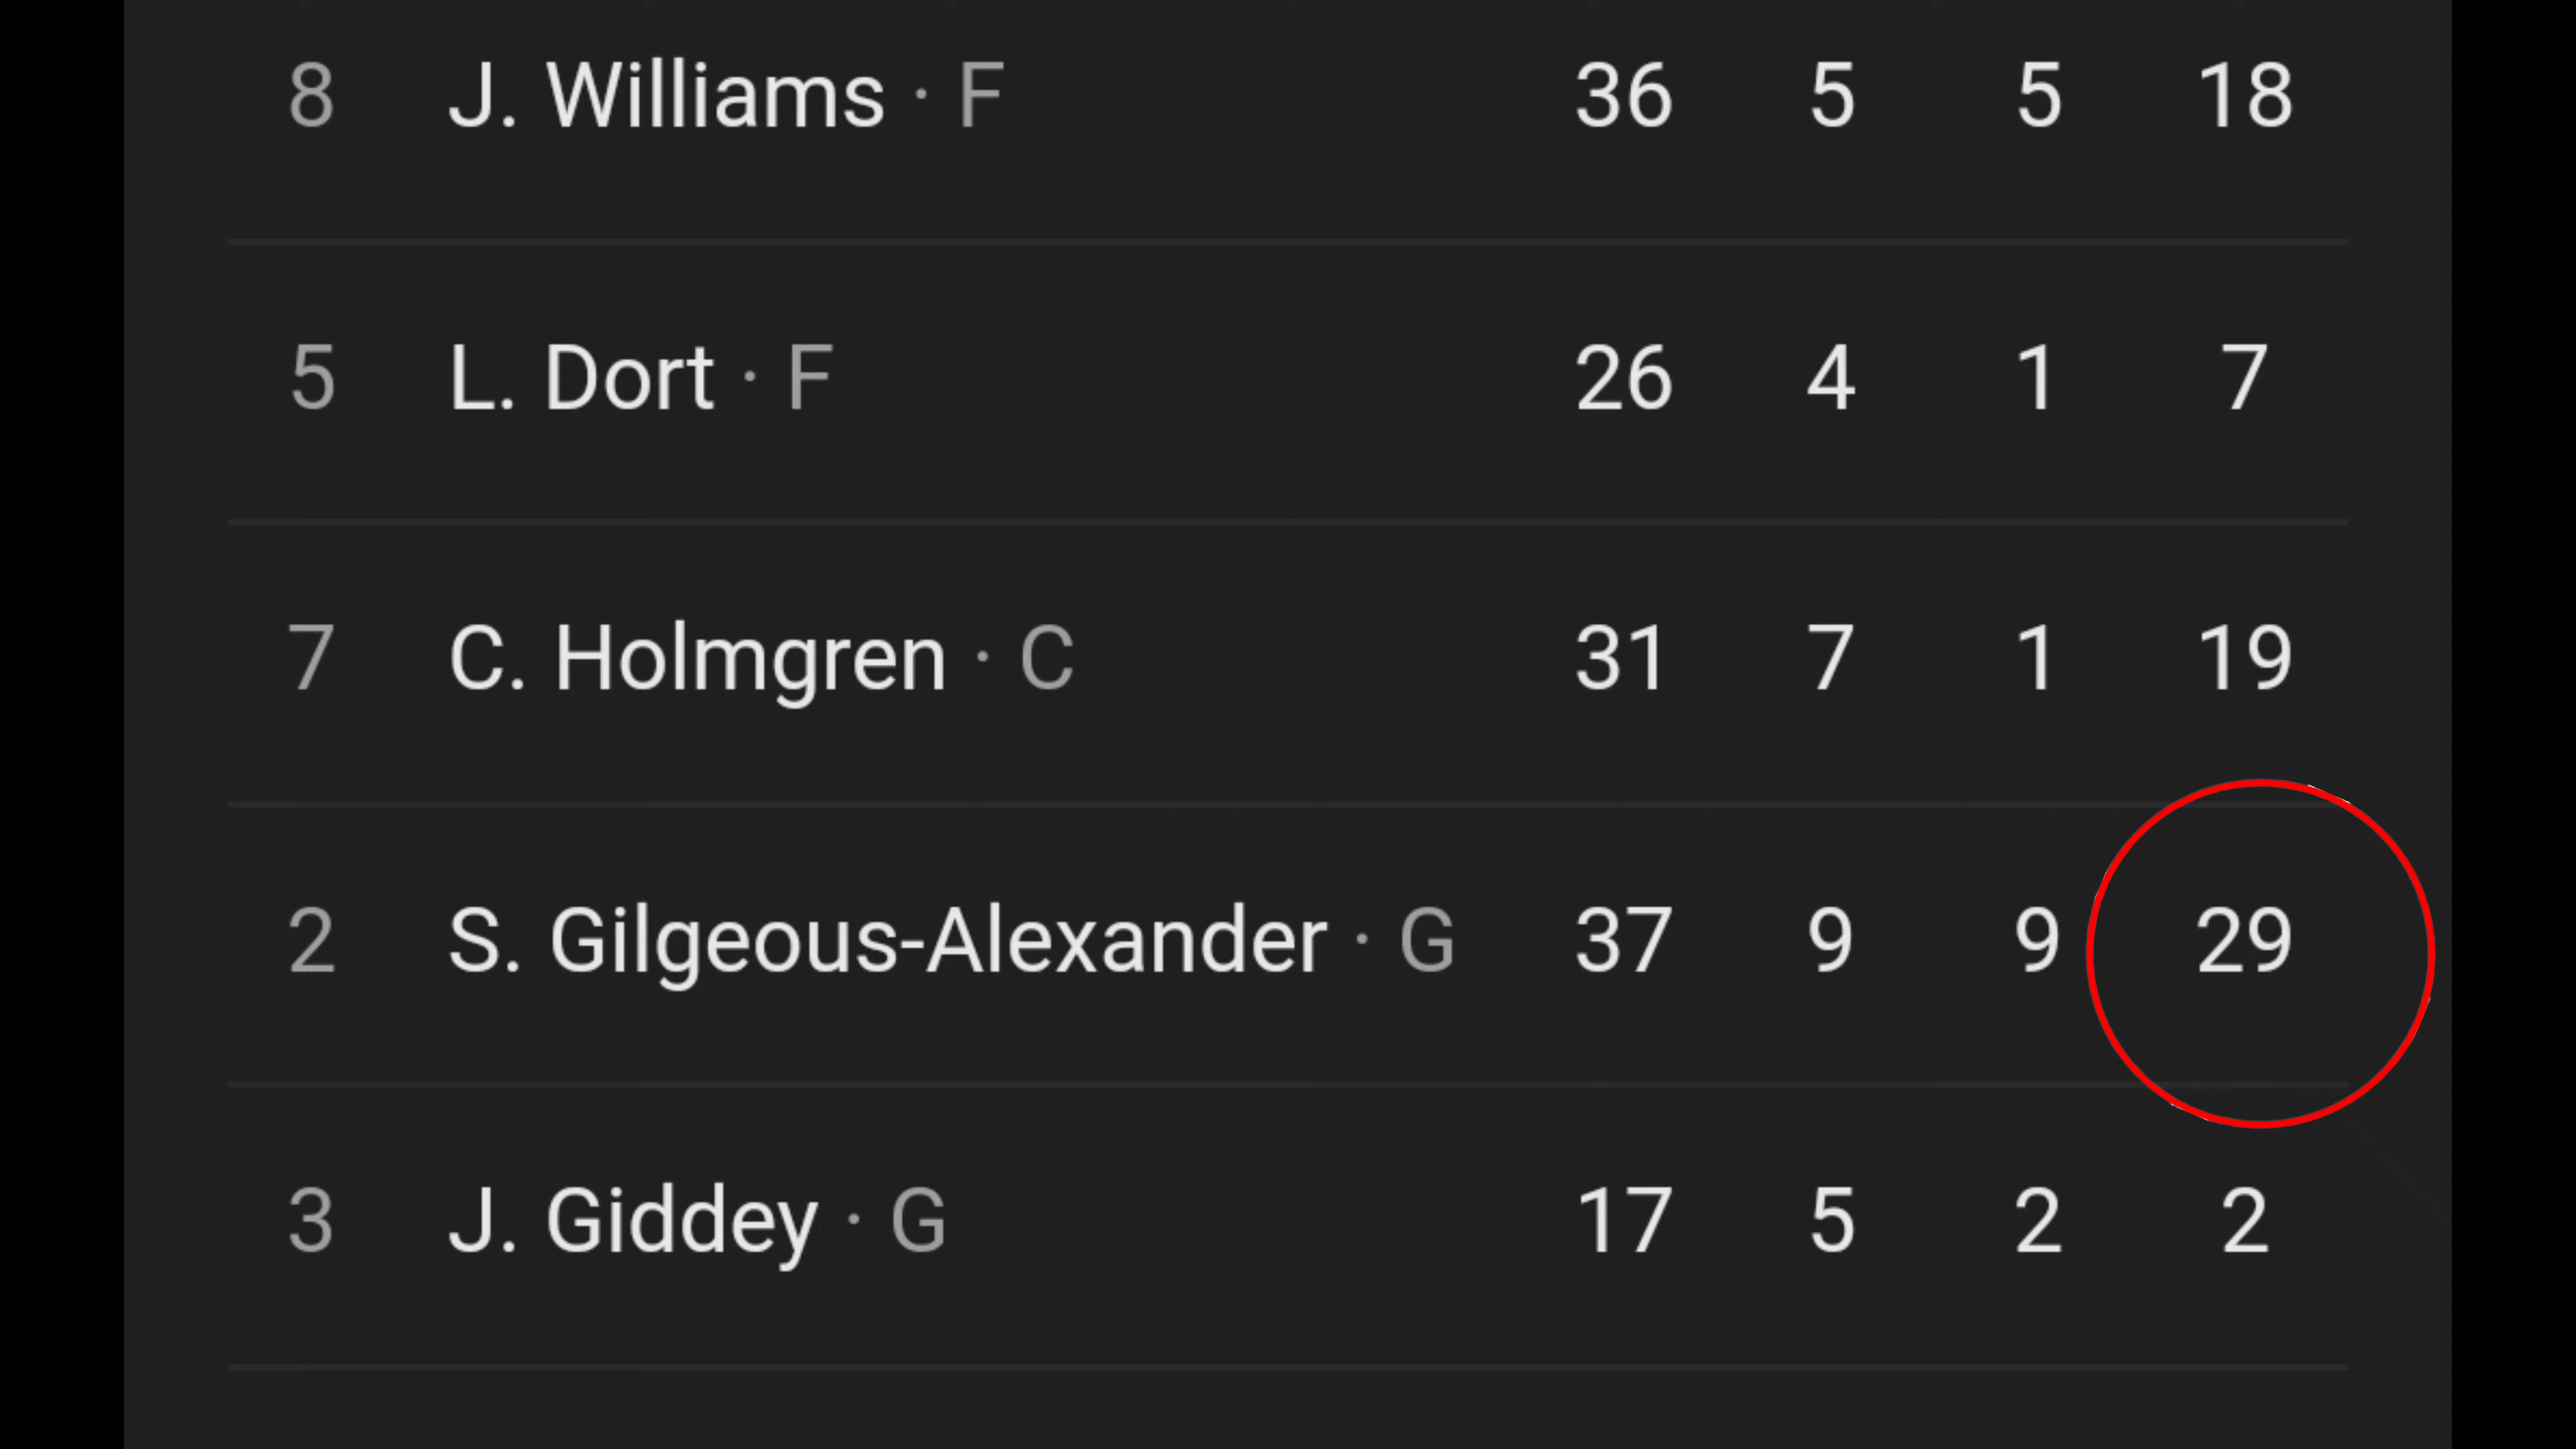 8 J. Williams · F 36 5 5 18
5 L. Dort · F 26 4 1 7
7 C. Holmgren · C 31 7 1 19
2 S. Gilgeous-Alexander · G 37 9 9 29
3 J. Giddey · G 17 5 2 2